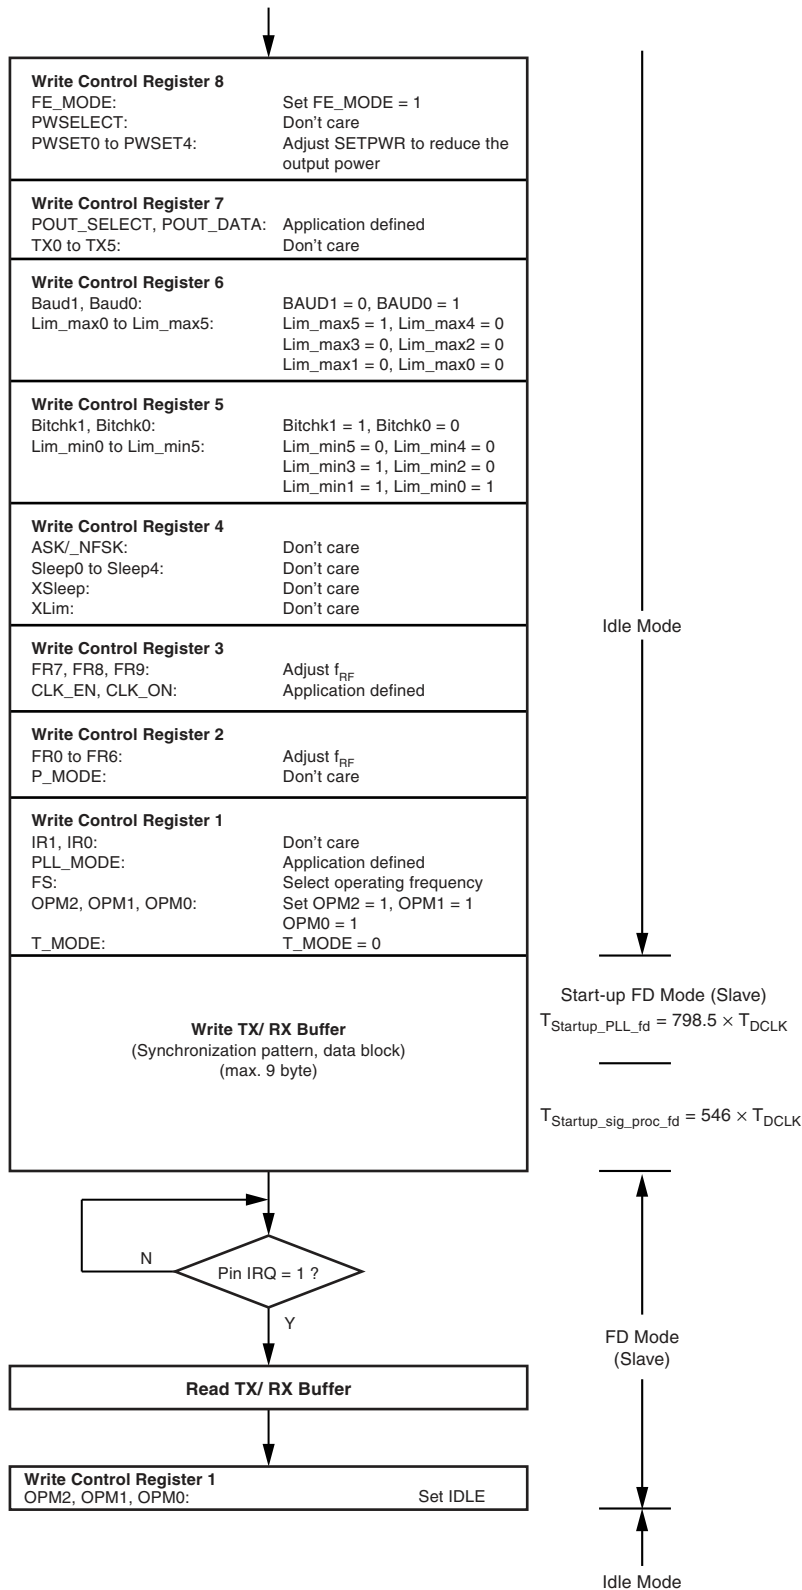 Write Control Register 8
FE_MODE: Set FE_MODE = 1
PWSELECT: Don't care
PWSET0 to PWSET4: Adjust SETPWR to reduce the
output power
Write Control Register 7
POUT_SELECT, POUT_DATA: Application defined
TX0 to TX5: Don't care
Write Control Register 6
Baud1, Baud0: BAUD1 = 0, BAUD0 = 1
Lim_max0 to Lim_max5: Lim_max5 = 1, Lim_max4 = 0
Lim_max3 = 0, Lim_max2 = 0
Lim_max1 = 0, Lim_max0 = 0
Write Control Register 5
Bitchk1, Bitchk0: Bitchk1 = 1, Bitchk0 = 0
Lim_min0 to Lim_min5: Lim_min5 = 0, Lim_min4 = 0
Lim_min3 = 1, Lim_min2 = 0
Lim_min1 = 1, Lim_min0 = 1
Write Control Register 4
ASK/_NFSK: Don't care
Sleep0 to Sleep4: Don't care
XSleep: Don't care
XLim: Don't care
Idle Mode
Write Control Register 3
FR7, FR8, FR9: Adjust fRF
CLK_EN, CLK_ON: Application defined
Write Control Register 2
FR0 to FR6: Adjust fRF
P_MODE: Don't care
Write Control Register 1
IR1, IR0: Don't care
PLL_MODE: Application defined
FS: Select operating frequency
OPM2, OPM1, OPM0: Set OPM2 = 1, OPM1 = 1
OPM0 = 1
T_MODE: T_MODE = 0
Write TX/ RX Buffer
(Synchronization pattern, data block)
(max. 9 byte)
Start-up FD Mode (Slave)
TStartup_PLL_fd = 798.5 × TDCLK
TStartup_sig_proc_fd = 546 × TDCLK
N
Pin IRQ = 1 ?
Y
FD Mode
(Slave)
Read TX/ RX Buffer
Write Control Register 1
OPM2, OPM1, OPM0: Set IDLE
Idle Mode